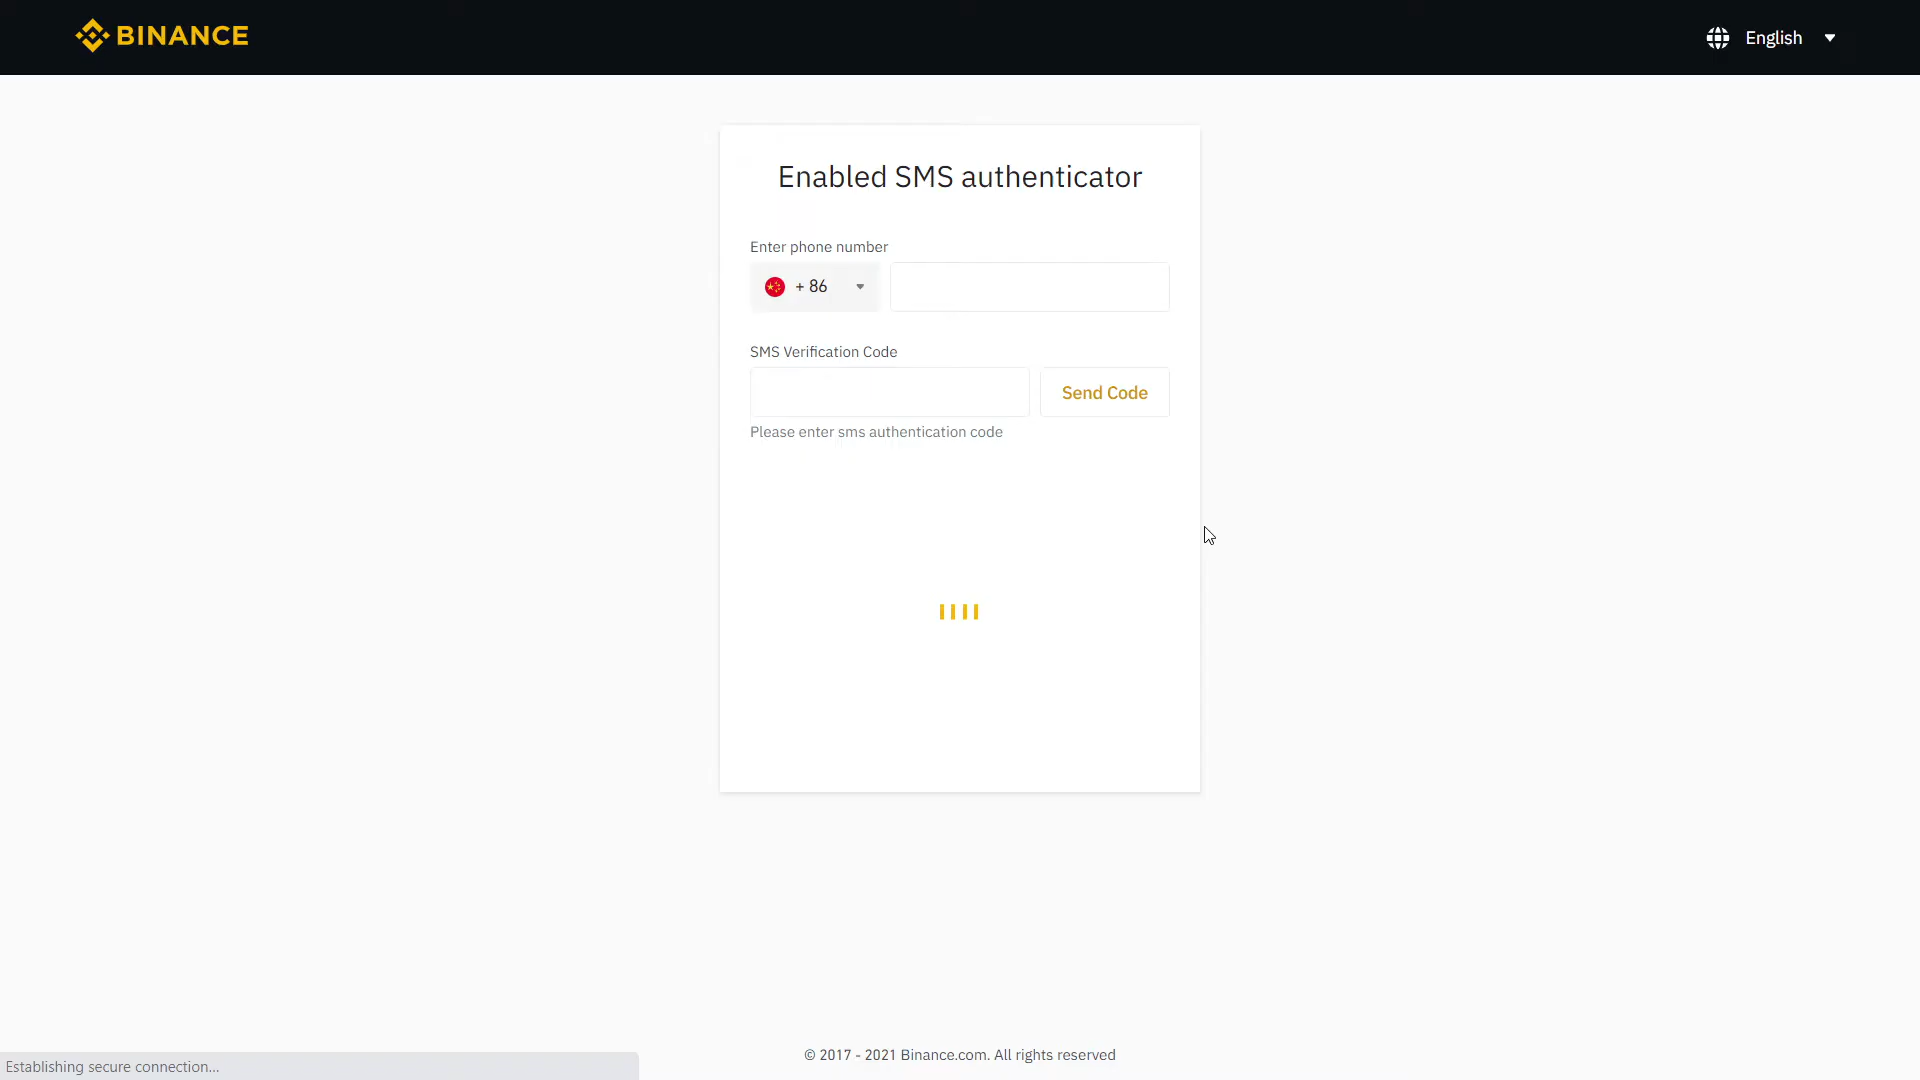 BINANCE
English
Enabled SMS authenticator
Enter phone number
+ 86
SMS Verification Code
Send Code
Please enter sms authentication code
© 2017 - 2021 Binance.com. All rights reserved
Establishing secure connection...